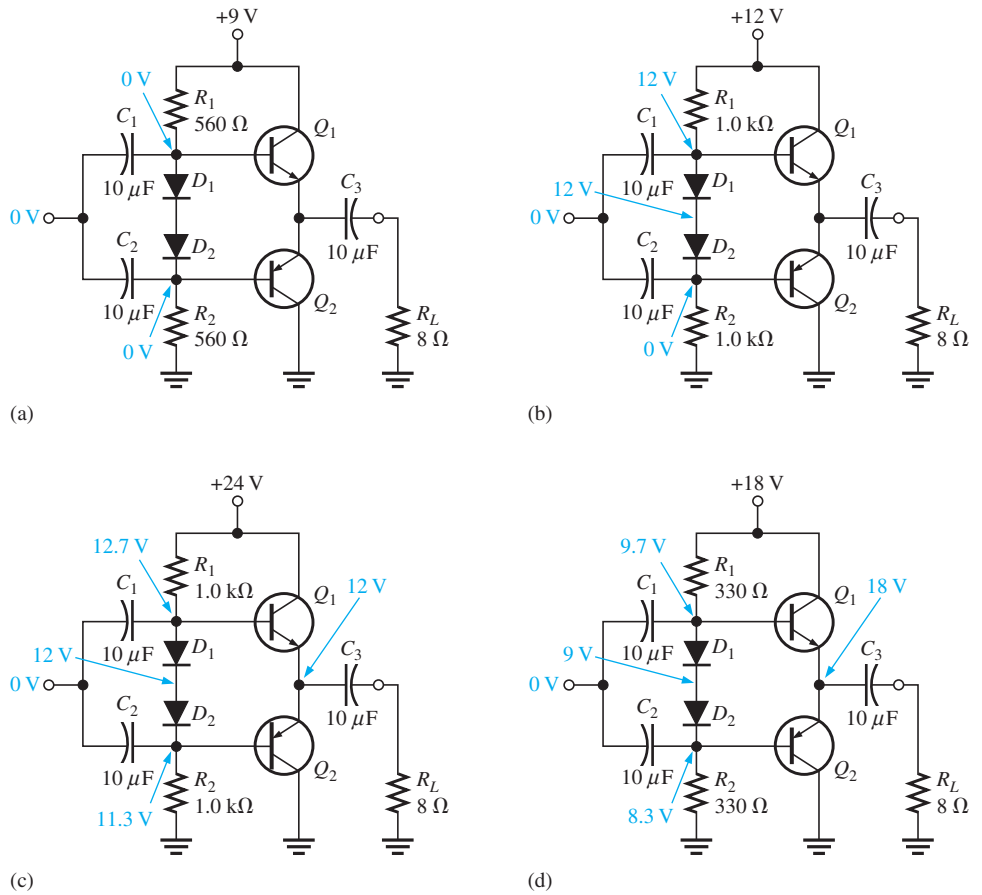 +9 V
0 V
R1
560 Ω
C1
10 μF
Q1
D1
C3
10 μF
0 V
C2
10 μF
D2
Q2
R2
560 Ω
0 V
RL
8 Ω
(a)
+12 V
12 V
R1
1.0 kΩ
C1
10 μF
Q1
D1
C3
10 μF
12 V
0 V
C2
10 μF
D2
Q2
R2
1.0 kΩ
0 V
RL
8 Ω
(b)
+24 V
12.7 V
R1
1.0 kΩ
12 V
C1
10 μF
Q1
D1
C3
10 μF
12 V
0 V
C2
10 μF
D2
Q2
R2
1.0 kΩ
11.3 V
RL
8 Ω
(c)
+18 V
9.7 V
R1
330 Ω
18 V
C1
10 μF
Q1
D1
C3
10 μF
9 V
0 V
C2
10 μF
D2
Q2
R2
330 Ω
8.3 V
RL
8 Ω
(d)